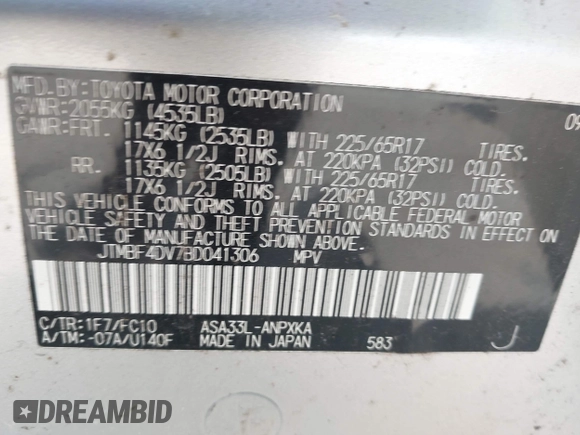 MFD.BY:TOYOTA MOTOR CORPORATION 09
GVWR:2055KG (4535LB)
GAWR:FRT. 1145KG (2535LB) WITH 225/65R17 TIRES.
17X6 1/2J RIMS. AT 220KPA (32PSI) COLD.
RR. 1135KG (2505LB) WITH 225/65R17 TIRES.
17X6 1/2J RIMS. AT 220KPA (32PSI) COLD.
THIS VEHICLE CONFORMS TO ALL APPLICABLE FEDERAL MOTOR
VEHICLE SAFETY AND THEFT PREVENTION STANDARDS IN EFFECT ON
THE DATE OF MANUFACTURE SHOWN ABOVE.
JTMBF4DV7BD041306 MPV
C/TR:1F7/FC10 ASA33L-ANPXKA
A/TM:-07A/U140F MADE IN JAPAN 583 J
DREAMBID